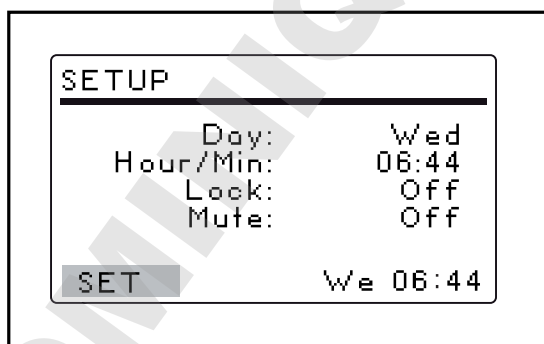 SETUP
Day: Wed
Hour/Min: 06:44
Lock: Off
Mute: Off
SET We 06:44